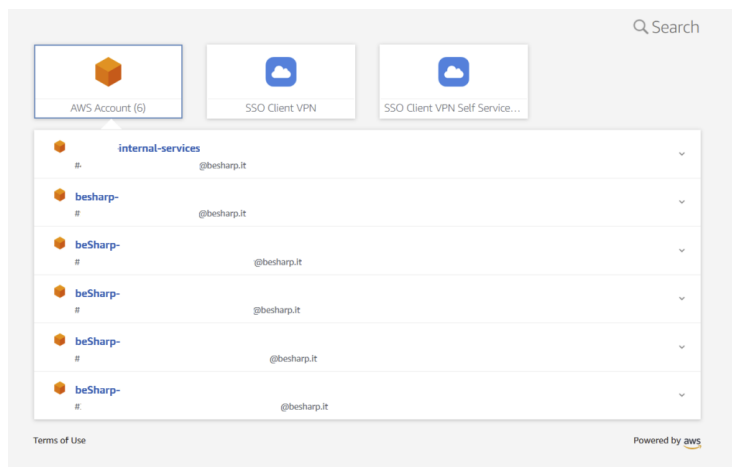 Search
AWS Account (6)
SSO Client VPN
SSO Client VPN Self Service...
-internal-services
#
@besharp.it
besharp-
#
@besharp.it
beSharp-
#
@besharp.it
beSharp-
#
@besharp.it
beSharp-
#
@besharp.it
beSharp-
#
@besharp.it
Terms of Use
Powered by aws